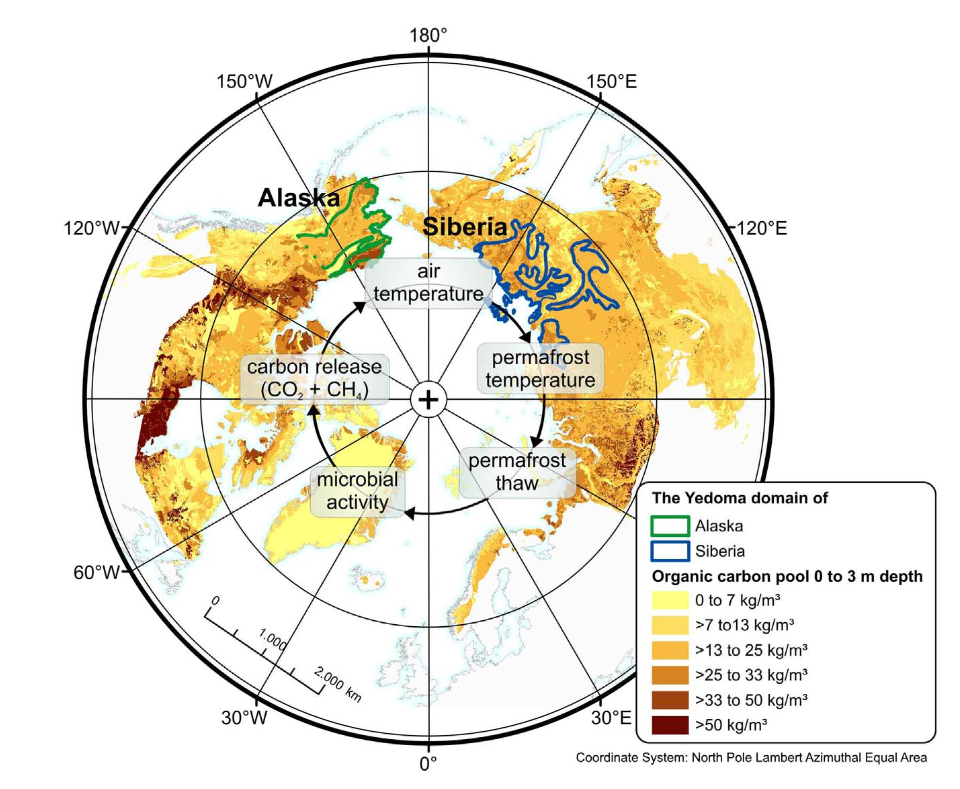 180°
150°W
150°E
Alaska
120°W
Siberia
120°E
air
temperature
permafrost
temperature
carbon release
(CO₂ + CH₄)
permafrost
thaw
microbial
activity
60°W
0
1.000
2.000 km
30°W
0°
30°E
The Yedoma domain of
Alaska
Siberia
Organic carbon pool 0 to 3 m depth
0 to 7 kg/m³
>7 to13 kg/m³
>13 to 25 kg/m³
>25 to 33 kg/m³
>33 to 50 kg/m³
>50 kg/m³
Coordinate System: North Pole Lambert Azimuthal Equal Area